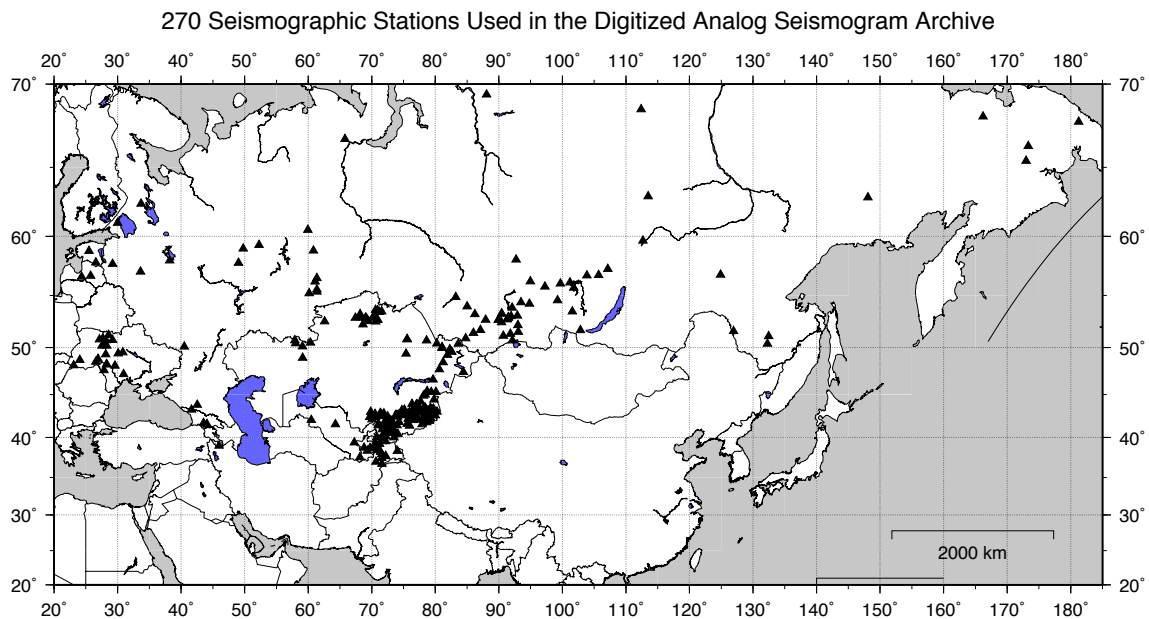 270 Seismographic Stations Used in the Digitized Analog Seismogram Archive
20° 30° 40° 50° 60° 70° 80° 90° 100° 110° 120° 130° 140° 150° 160° 170° 180°
70° 70°
60° 60°
50° 50°
40° 40°
30° 30°
2000 km
20° 20°
20° 30° 40° 50° 60° 70° 80° 90° 100° 110° 120° 130° 140° 150° 160° 170° 180°